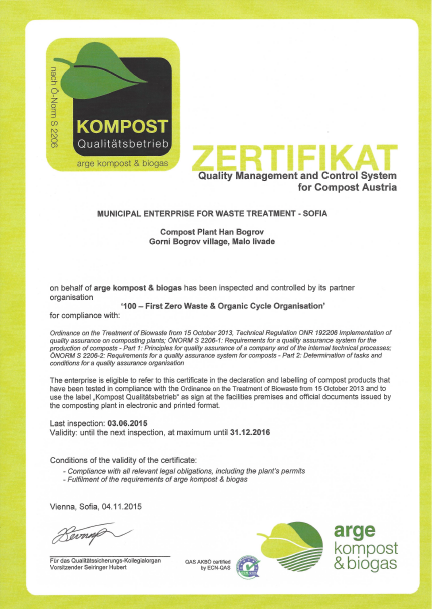 nach Ö-Norm S 2206
KOMPOST
Qualitätsbetrieb
arge kompost & biogas
ZERTIFIKAT
Quality Management and Control System
for Compost Austria
MUNICIPAL ENTERPRISE FOR WASTE TREATMENT - SOFIA
Compost Plant Han Bogrov
Gorni Bogrov village, Malo livade
on behalf of arge kompost & biogas has been inspected and controlled by its partner
organisation
'100 – First Zero Waste & Organic Cycle Organisation'
for compliance with:
Ordinance on the Treatment of Biowaste from 15 October 2013, Technical Regulation ONR 192206 Implementation of
quality assurance on composting plants; ÖNORM S 2206-1: Requirements for a quality assurance system for the
production of composts - Part 1: Principles for quality assurance of a company and of the internal technical processes;
ÖNORM S 2206-2: Requirements for a quality assurance system for composts - Part 2: Determination of tasks and
conditions for a quality assurance organisation
The enterprise is eligible to refer to this certificate in the declaration and labelling of compost products that
have been tested in compliance with the Ordinance on the Treatment of Biowaste from 15 October 2013 and to
use the label „Kompost Qualitätsbetrieb" as sign at the facilities premises and official documents issued by
the composting plant in electronic and printed format.
Last inspection: 03.06.2015
Validity: until the next inspection, at maximum until 31.12.2016
Conditions of the validity of the certificate:
- Compliance with all relevant legal obligations, including the plant's permits
- Fulfilment of the requirements of arge kompost & biogas
Vienna, Sofia, 04.11.2015
Für das Qualitätssicherungs-Kollegialorgan
Vorsitzender Seiringer Hubert
QAS AKBÖ certified
by ECN-QAS
arge
kompost
& biogas